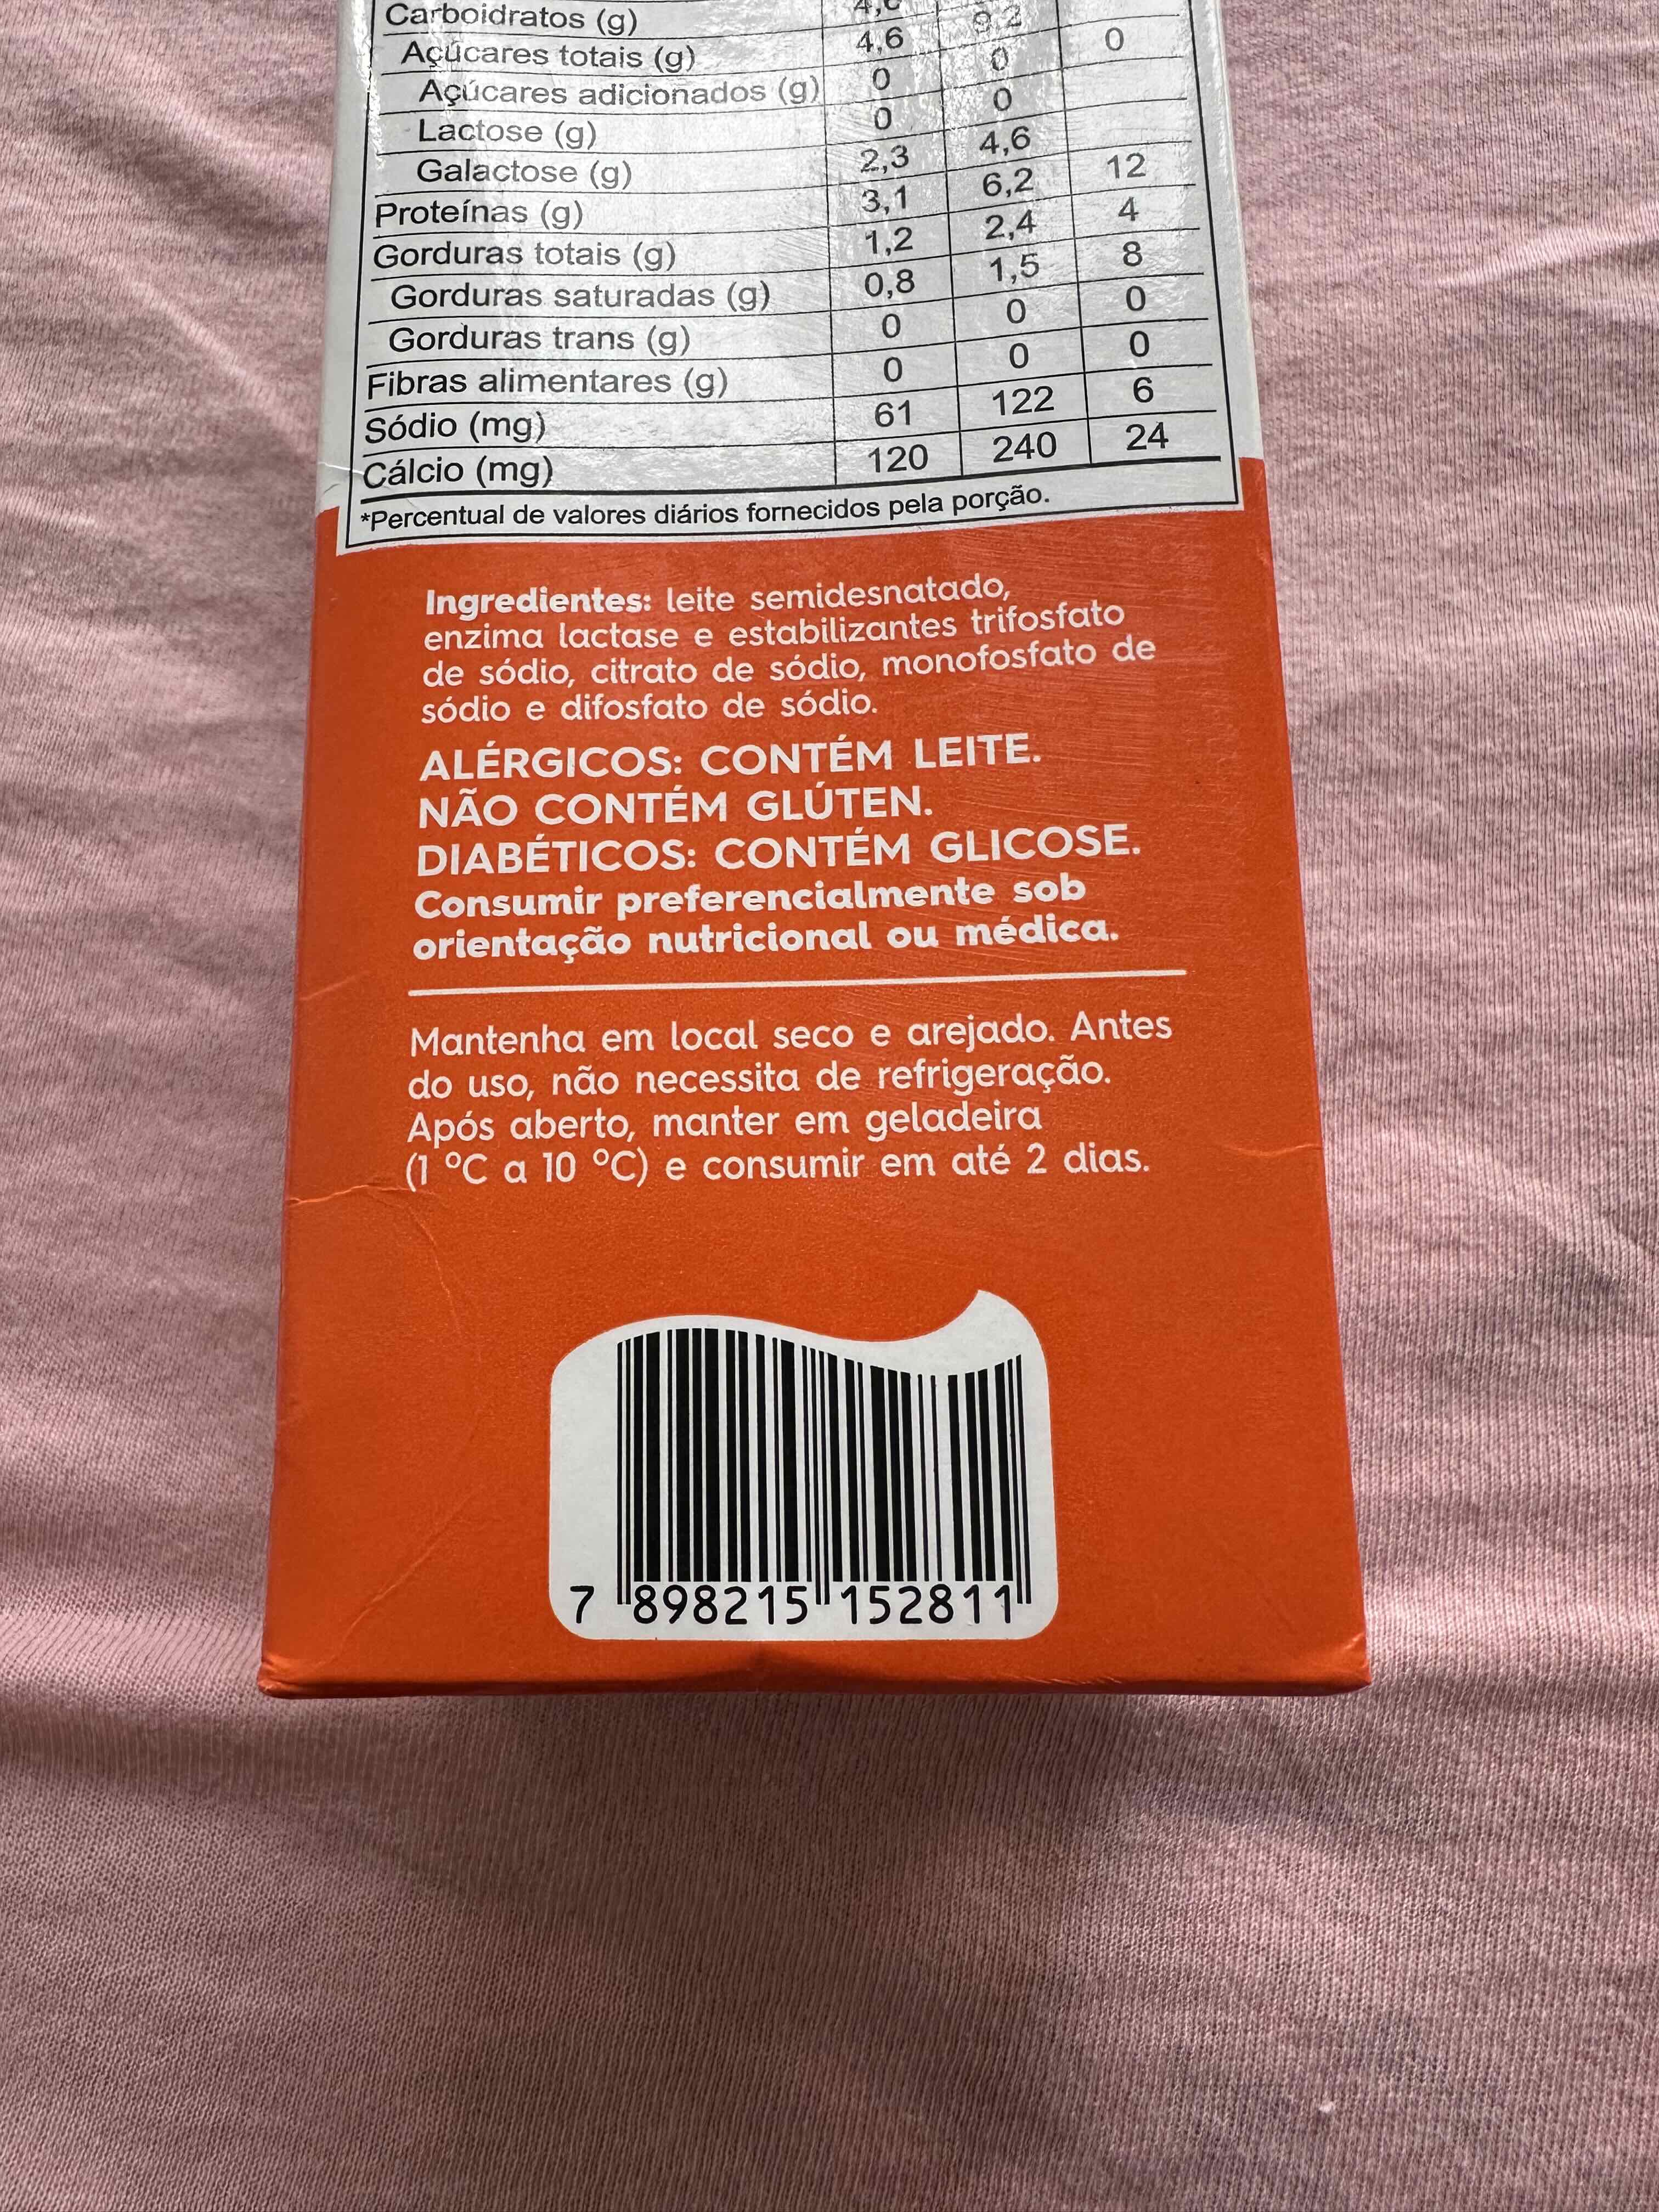 Carboidratos (g)
Açúcares totais (g) 4,6 9,2
Açúcares adicionados (g) 0 0 0
Lactose (g) 0 0
Galactose (g) 2,3 4,6
Proteínas (g) 3,1 6,2 12
Gorduras totais (g) 1,2 2,4 4
Gorduras saturadas (g) 0,8 1,5 8
Gorduras trans (g) 0 0 0
Fibras alimentares (g) 0 0 0
Sódio (mg) 61 122 6
Cálcio (mg) 120 240 24
*Percentual de valores diários fornecidos pela porção.
Ingredientes: leite semidesnatado,
enzima lactase e estabilizantes trifosfato
de sódio, citrato de sódio, monofosfato de
sódio e difosfato de sódio.
ALÉRGICOS: CONTÉM LEITE.
NÃO CONTÉM GLÚTEN.
DIABÉTICOS: CONTÉM GLICOSE.
Consumir preferencialmente sob
orientação nutricional ou médica.
Mantenha em local seco e arejado. Antes
do uso, não necessita de refrigeração.
Após aberto, manter em geladeira
(1 ºC a 10 ºC) e consumir em até 2 dias.
7 898215 152811